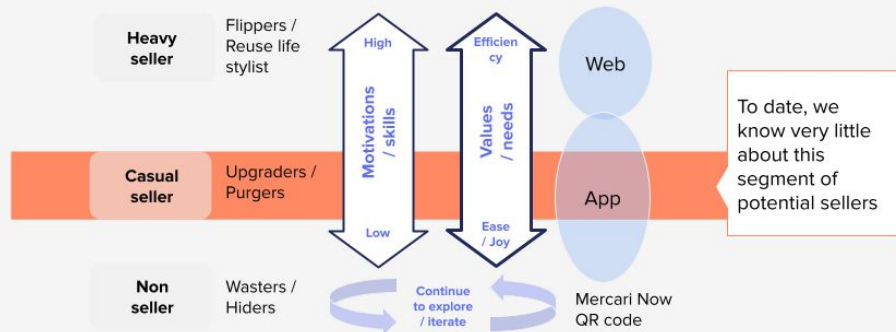 Heavy
seller
Flippers /
Reuse life
stylist
High
Motivations
/ skills
Low
Efficien
cy
Values
/ needs
Ease
/ Joy
Web
App
Casual
seller
Upgraders /
Purgers
To date, we
know very little
about this
segment of
potential sellers
Non
seller
Wasters /
Hiders
Continue
to explore
/ iterate
Mercari Now
QR code